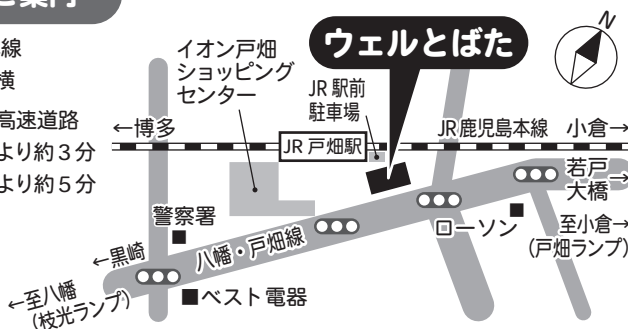 ご案内
線
横
高速道路
より約3分
より約5分
イオン戸畑
ショッピング
センター
ウェルとばた
N
JR駅前
駐車場
←博多
JR戸畑駅
JR鹿児島本線 小倉→
若戸
大橋→
警察署
ローソン
至小倉→
(戸畑ランプ)
←黒崎
八幡・戸畑線
←至八幡
(枝光ランプ)
■ベスト電器